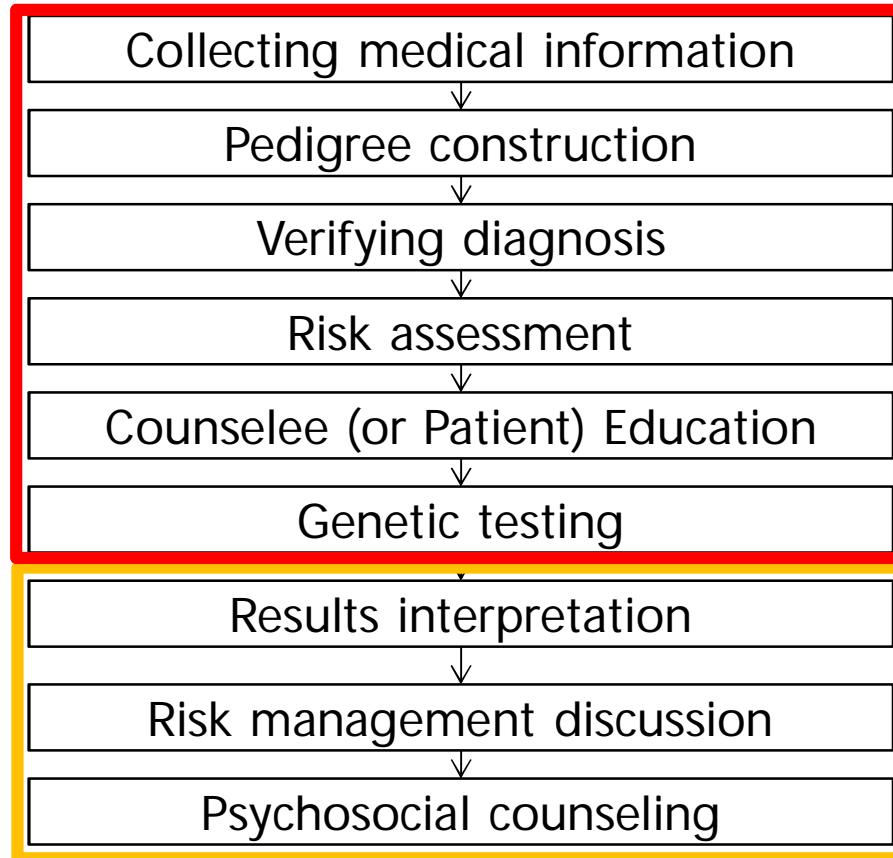 Collecting medical information
Pedigree construction
Verifying diagnosis
Risk assessment
Counselee (or Patient) Education
Genetic testing
Results interpretation
Risk management discussion
Psychosocial counseling